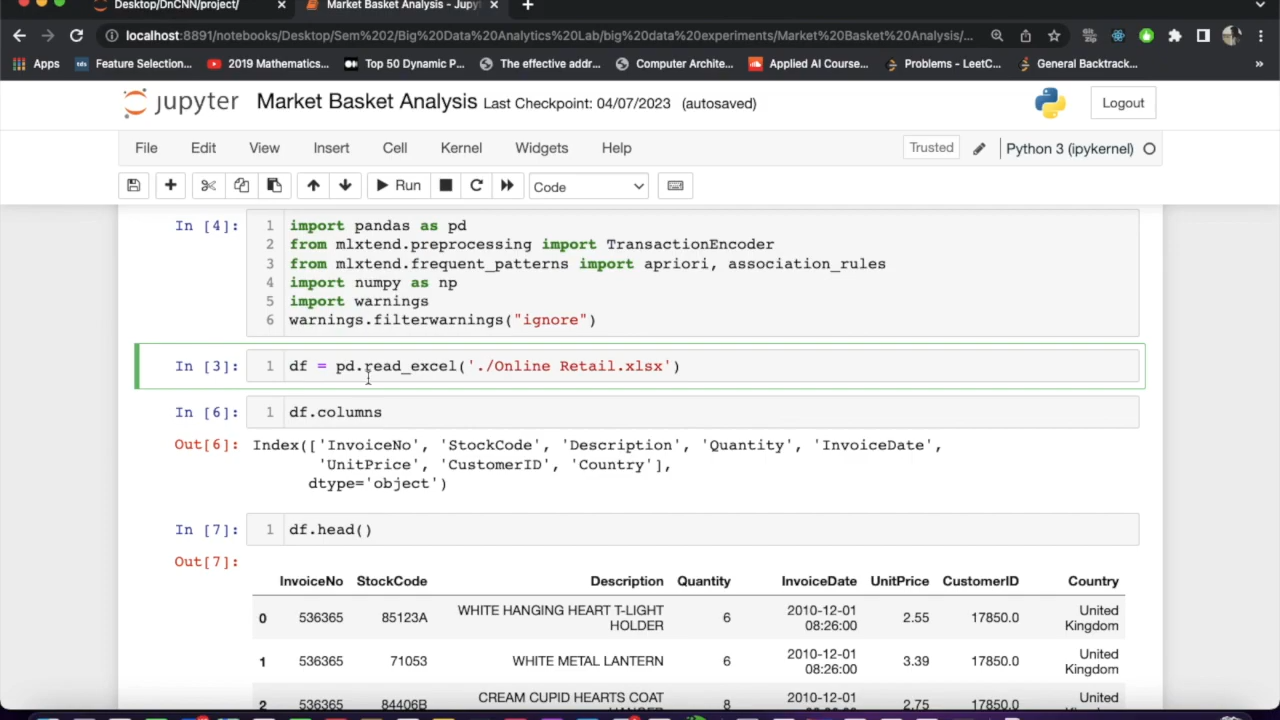 Desktop/DnCNN/project/
Market Basket Analysis - Jupyt
localhost:8891/notebooks/Desktop/Sem%202/Big%20Data%20Analytics%20Lab/big%20data%20experiments/Market%20Basket%20Analysis/...
Apps
Feature Selection...
2019 Mathematics...
Top 50 Dynamic P...
The effective addr...
Computer Archite...
Applied AI Course...
Problems - LeetC...
General Backtrack...
»
jupyter Market Basket Analysis Last Checkpoint: 04/07/2023 (autosaved)
Logout
File Edit View Insert Cell Kernel Widgets Help
Trusted
Python 3 (ipykernel)
Run
Code
In [4]:
1 import pandas as pd
2 from mlxtend.preprocessing import TransactionEncoder
3 from mlxtend.frequent_patterns import apriori, association_rules
4 import numpy as np
5 import warnings
6 warnings.filterwarnings("ignore")
In [3]: 1 df = pd.read_excel('./Online Retail.xlsx')
In [6]: 1 df.columns
Out[6]: Index(['InvoiceNo', 'StockCode', 'Description', 'Quantity', 'InvoiceDate',
'UnitPrice', 'CustomerID', 'Country'],
dtype='object')
In [7]: 1 df.head()
Out[7]:
InvoiceNo StockCode Description Quantity InvoiceDate UnitPrice CustomerID Country
0 536365 85123A WHITE HANGING HEART T-LIGHT HOLDER 6 2010-12-01 08:26:00 2.55 17850.0 United Kingdom
1 536365 71053 WHITE METAL LANTERN 6 2010-12-01 08:26:00 3.39 17850.0 United Kingdom
2 536365 84406B CREAM CUPID HEARTS COAT 8 2010-12-01 2.75 17850.0 United